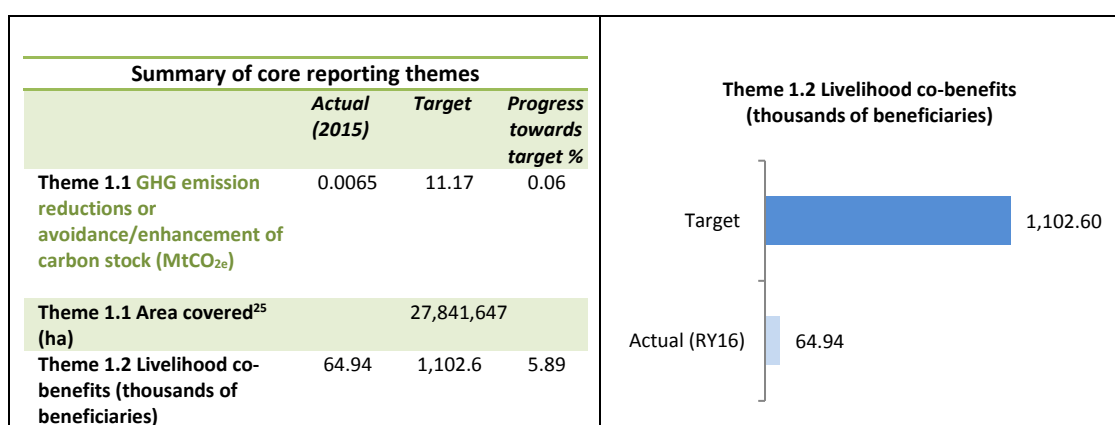 Summary of core reporting themes
Actual Target Progress
(2015) towards
target %
Theme 1.1 GHG emission 0.0065 11.17 0.06
reductions or
avoidance/enhancement of
carbon stock (MtCO2e)
Theme 1.1 Area covered25 27,841,647
(ha)
Theme 1.2 Livelihood co- 64.94 1,102.6 5.89
benefits (thousands of
beneficiaries)
Theme 1.2 Livelihood co-benefits
(thousands of beneficiaries)
Target 1,102.60
Actual (RY16) 64.94